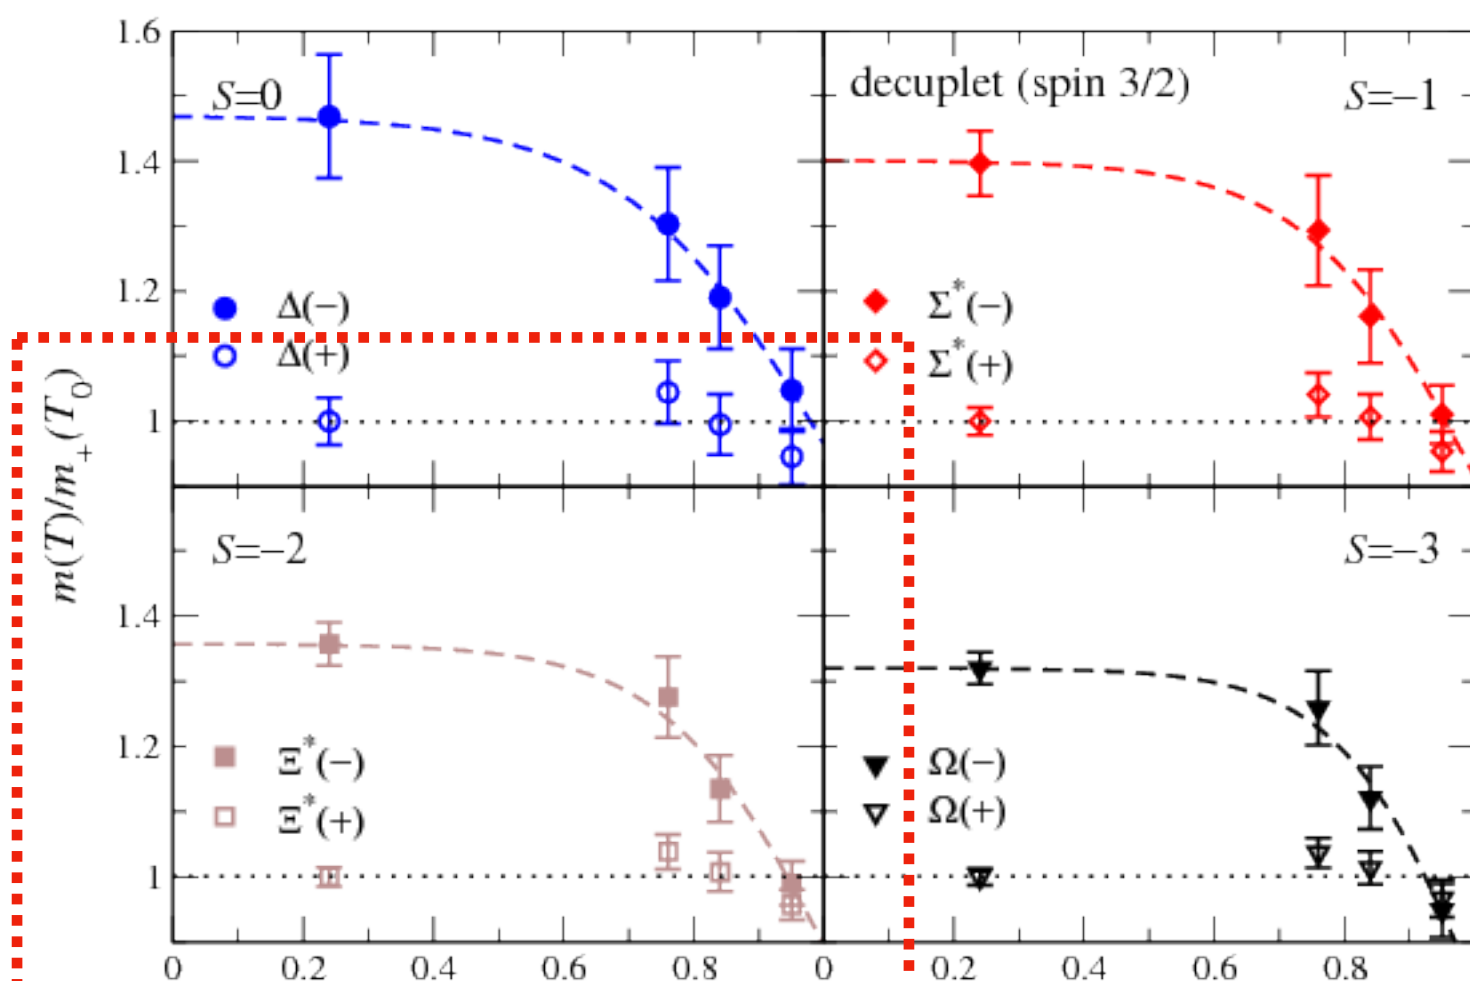 1.6
S=0
decuplet (spin 3/2)
S=−1
1.4
1.2
Δ(−)
Δ(+)
Σ*(−)
Σ*(+)
1
m(T)/m₊(T₀)
S=−2
S=−3
1.4
1.2
Ξ*(−)
Ξ*(+)
Ω(−)
Ω(+)
1
0 0.2 0.4 0.6 0.8 0 0.2 0.4 0.6 0.8